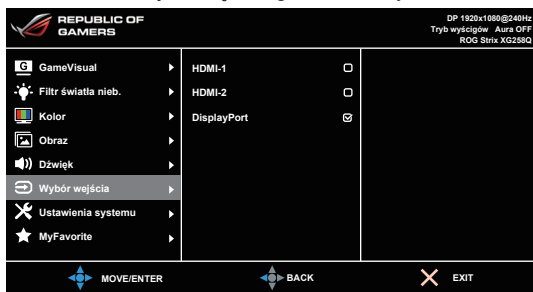 REPUBLIC OF
GAMERS
DP 1920x1080@240Hz
Tryb wyścigów Aura OFF
ROG Strix XG258Q
G GameVisual
Filtr światła nieb.
Kolor
Obraz
Dźwięk
Wybór wejścia
Ustawienia systemu
MyFavorite
HDMI-1
HDMI-2
DisplayPort
MOVE/ENTER
BACK
EXIT